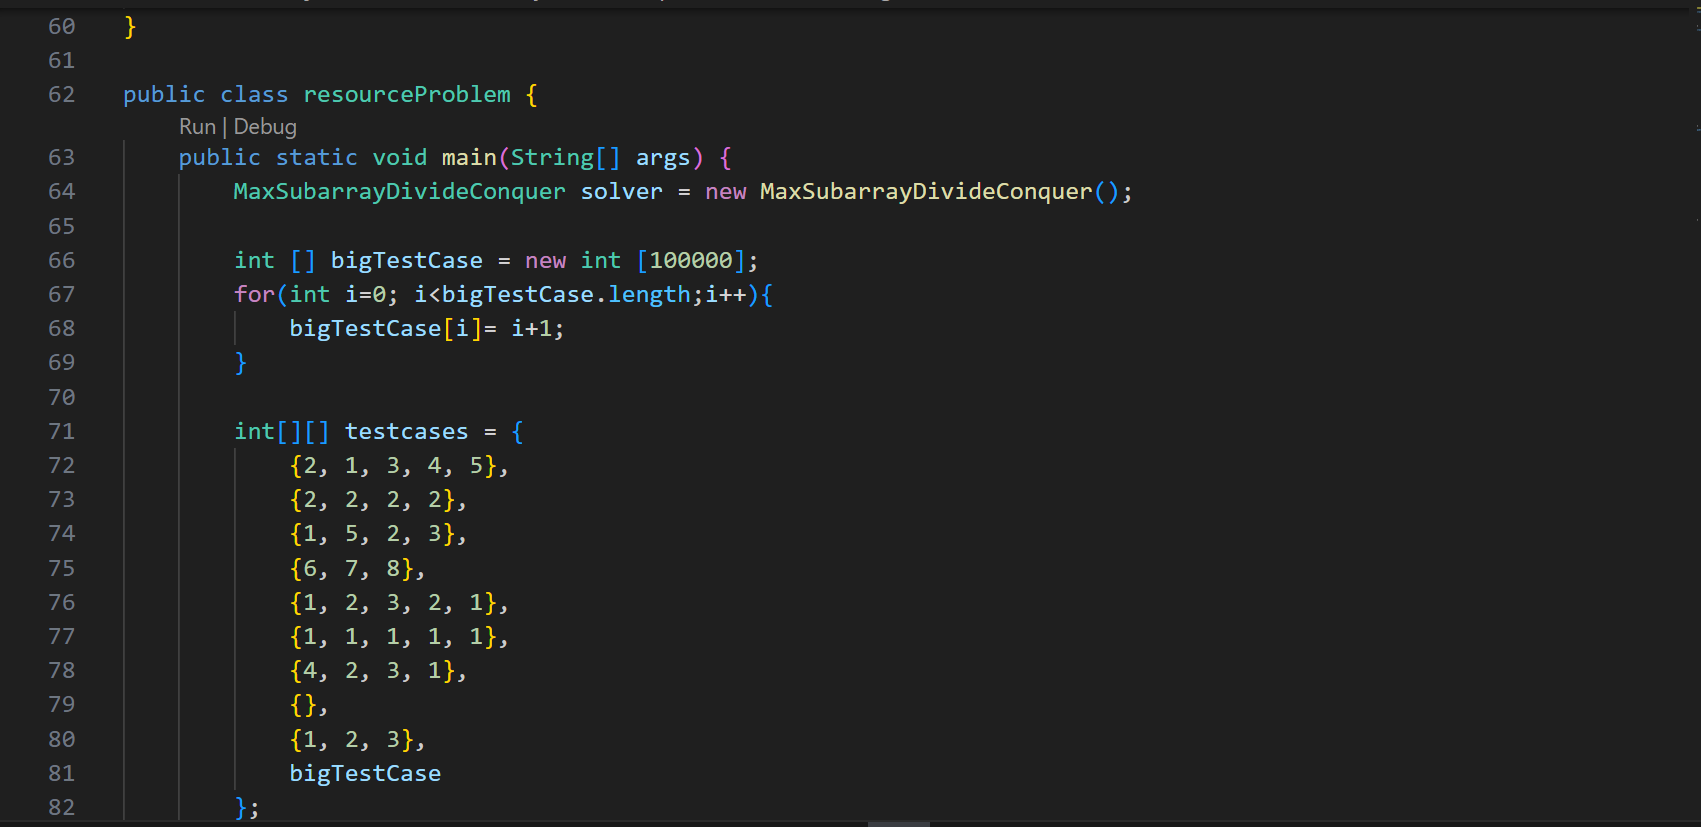 60 }
61
62 public class resourceProblem {
Run | Debug
63 public static void main(String[] args) {
64 MaxSubarrayDivideConquer solver = new MaxSubarrayDivideConquer();
65
66 int [] bigTestCase = new int [100000];
67 for(int i=0; i<bigTestCase.length;i++){
68 bigTestCase[i]= i+1;
69 }
70
71 int[][] testcases = {
72 {2, 1, 3, 4, 5},
73 {2, 2, 2, 2},
74 {1, 5, 2, 3},
75 {6, 7, 8},
76 {1, 2, 3, 2, 1},
77 {1, 1, 1, 1, 1},
78 {4, 2, 3, 1},
79 {},
80 {1, 2, 3},
81 bigTestCase
82 };